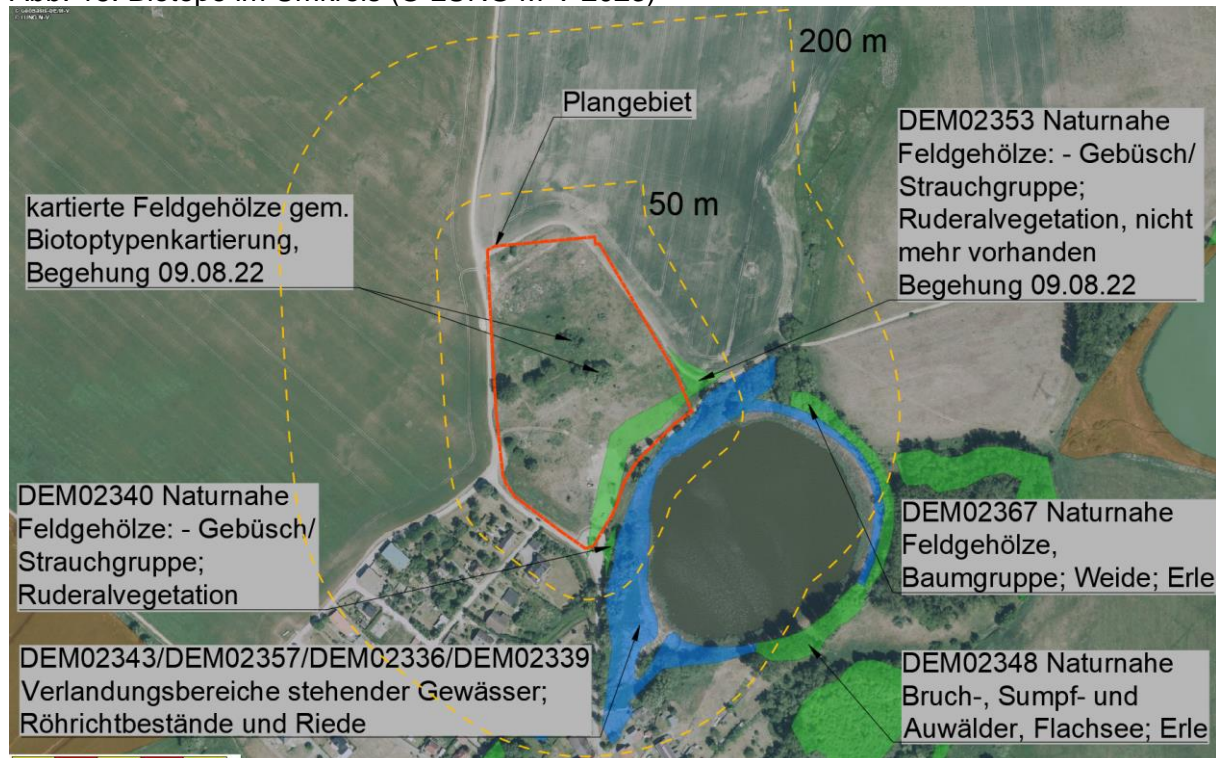 200 m
Plangebiet
DEM02353 Naturnahe
Feldgehölze: - Gebüsch/
Strauchgruppe;
Ruderalvegetation, nicht
mehr vorhanden
Begehung 09.08.22
kartierte Feldgehölze gem.
Biotoptypenkartierung,
Begehung 09.08.22
50 m
DEM02340 Naturnahe
Feldgehölze: - Gebüsch/
Strauchgruppe;
Ruderalvegetation
DEM02367 Naturnahe
Feldgehölze,
Baumgruppe; Weide; Erle
DEM02343/DEM02357/DEM02336/DEM02339
Verlandungsbereiche stehender Gewässer;
Röhrichtbestände und Riede
DEM02348 Naturnahe
Bruch-, Sumpf- und
Auwälder, Flachsee; Erle